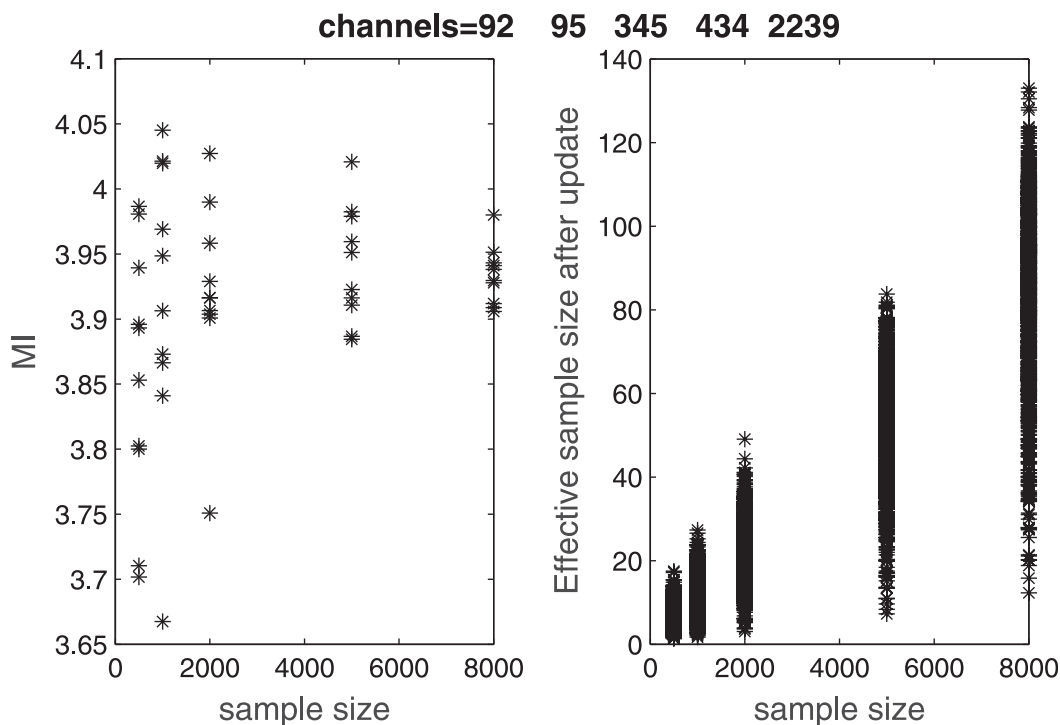 channels=92 95 345 434 2239
MI
4.1
4.05
4
3.95
3.9
3.85
3.8
3.75
3.7
3.65
0 2000 4000 6000 8000
sample size
Effective sample size after update
140
120
100
80
60
40
20
0
0 2000 4000 6000 8000
sample size